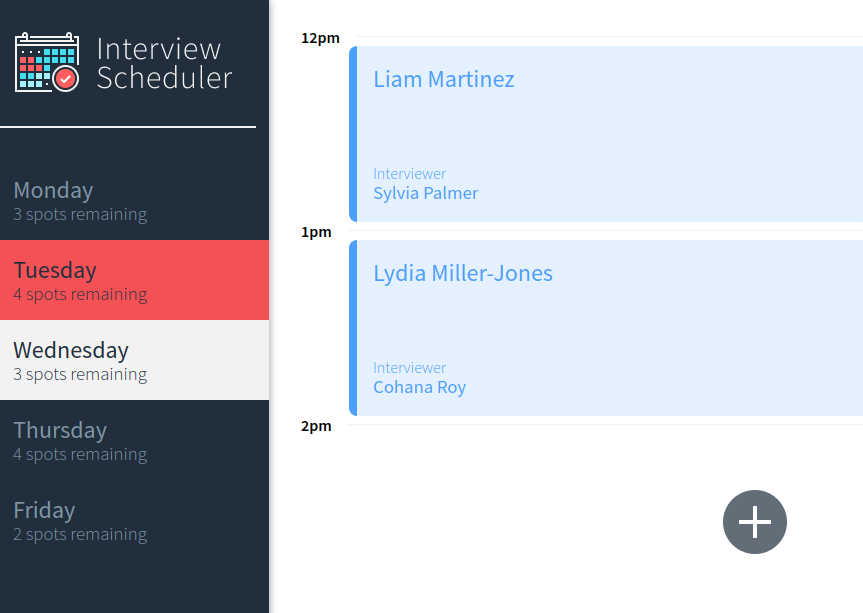 Interview
Scheduler
Monday
3 spots remaining
Tuesday
4 spots remaining
Wednesday
3 spots remaining
Thursday
4 spots remaining
Friday
2 spots remaining
12pm
Liam Martinez
Interviewer
Sylvia Palmer
1pm
Lydia Miller-Jones
Interviewer
Cohana Roy
2pm